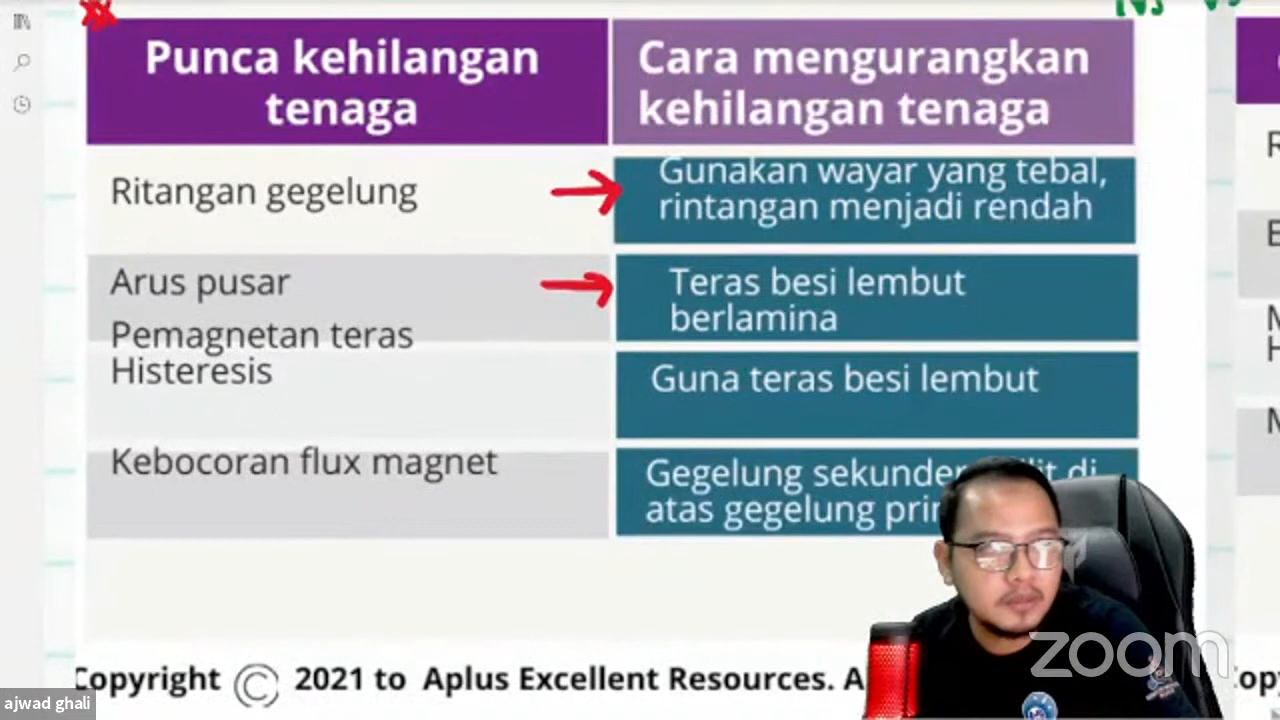 Punca kehilangan
tenaga
Cara mengurangkan
kehilangan tenaga
Ritangan gegelung
Gunakan wayar yang tebal,
rintangan menjadi rendah
Arus pusar
Teras besi lembut
berlamina
Pemagnetan teras
Histeresis
Guna teras besi lembut
Kebocoran flux magnet
Gegelung sekunder di
atas gegelung
Copyright © 2021 to Aplus Excellent Resources. A
zoom
ajwad ghali